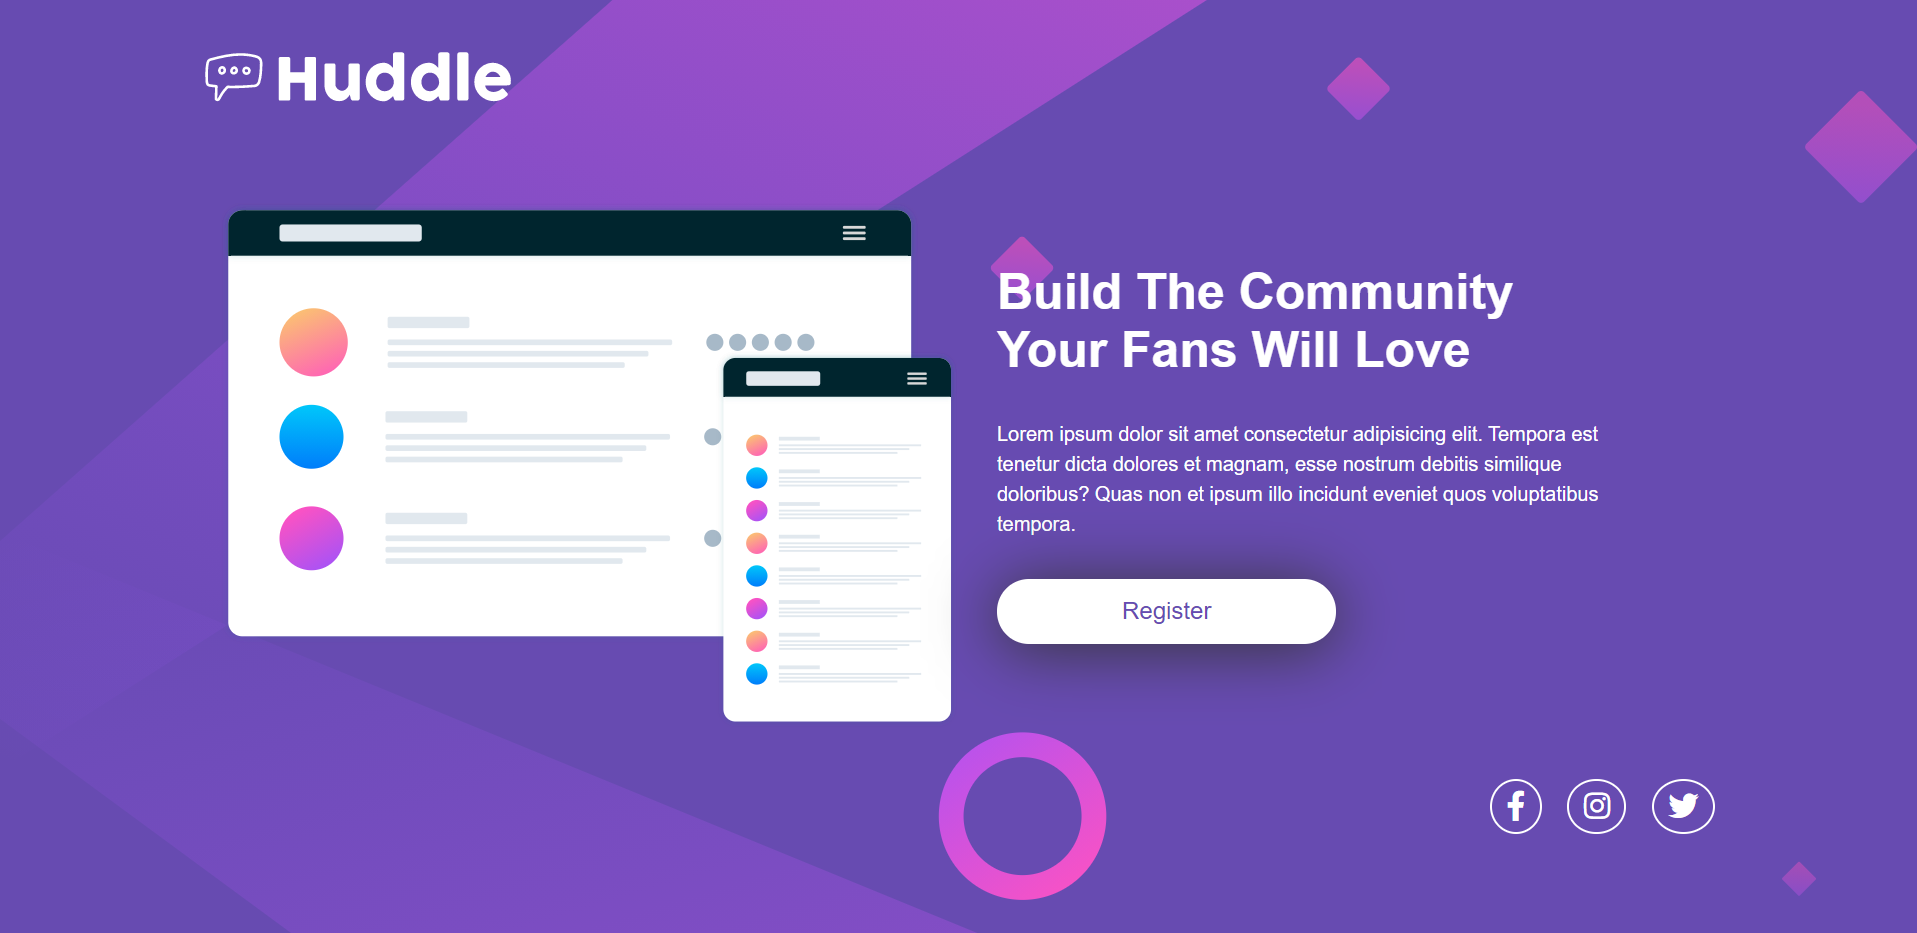 Huddle
Build The Community
Your Fans Will Love
Lorem ipsum dolor sit amet consectetur adipisicing elit. Tempora est
tenetur dicta dolores et magnam, esse nostrum debitis similique
doloribus? Quas non et ipsum illo incidunt eveniet quos voluptatibus
tempora.
Register